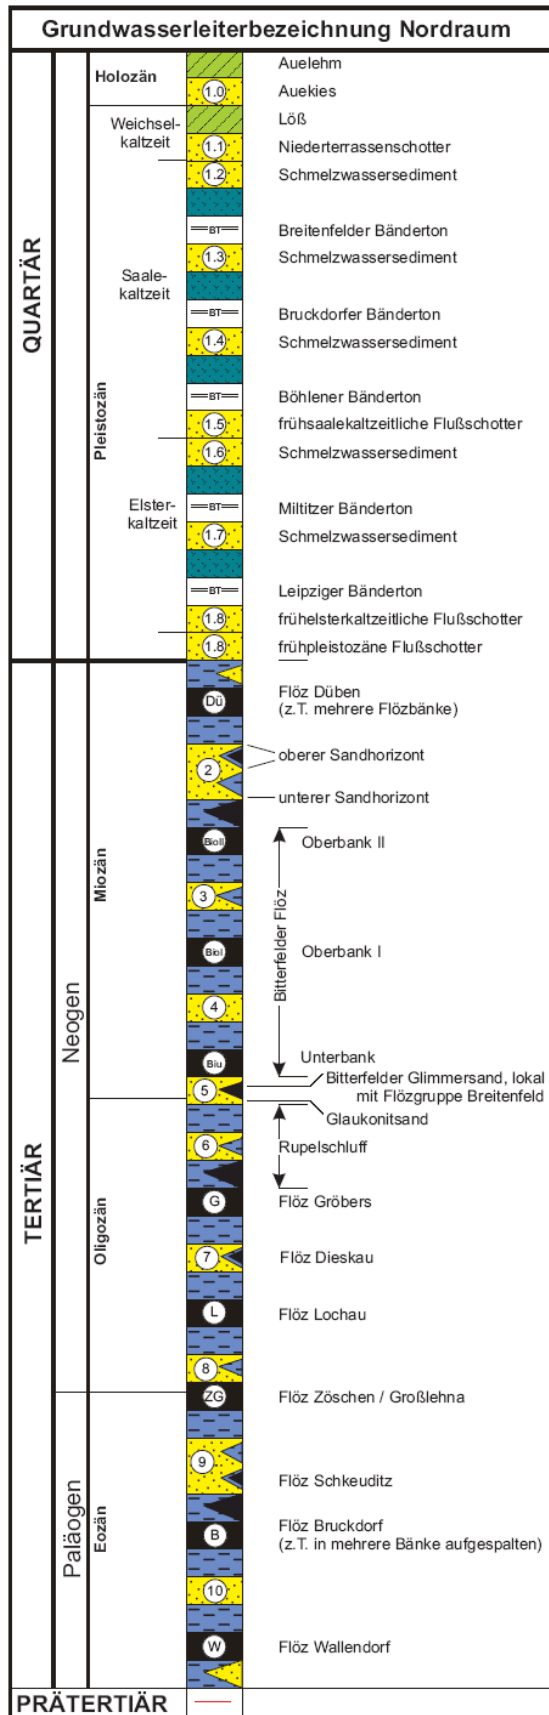 Grundwasserleiterbezeichnung Nordraum
QUARTÄR
Holozän
Auelehm
1.0
Auekies
Pleistozän
Weichsel-
kaltzeit
Löß
1.1
Niederterrassenschotter
1.2
Schmelzwassersediment
Saale-
kaltzeit
BT
Breitenfelder Bänderton
1.3
Schmelzwassersediment
BT
Bruckdorfer Bänderton
1.4
Schmelzwassersediment
BT
Böhlener Bänderton
1.5
frühsaalekaltzeitliche Flußschotter
1.6
Schmelzwassersediment
Elster-
kaltzeit
BT
Miltitzer Bänderton
1.7
Schmelzwassersediment
BT
Leipziger Bänderton
1.8
frühelsterkaltzeitliche Flußschotter
1.8
frühpleistozäne Flußschotter
TERTIÄR
Neogen
Miozän
Dü
Flöz Düben
(z.T. mehrere Flözbänke)
2
oberer Sandhorizont
unterer Sandhorizont
BioII
Oberbank II
Bitterfelder Flöz
3
BioI
Oberbank I
4
Biu
Unterbank
5
Bitterfelder Glimmersand, lokal
mit Flözgruppe Breitenfeld
Glaukonitsand
Oligozän
6
Rupelschluff
G
Flöz Gröbers
7
Flöz Dieskau
L
Flöz Lochau
8
Paläogen
Eozän
ZG
Flöz Zöschen / Großlehna
9
Flöz Schkeuditz
B
Flöz Bruckdorf
(z.T. in mehrere Bänke aufgespalten)
10
W
Flöz Wallendorf
PRÄTERTIÄR